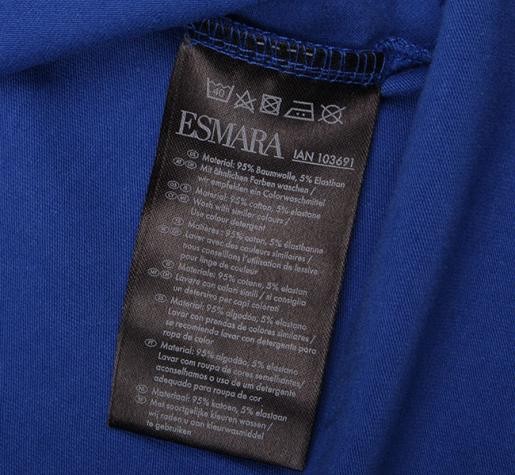 40
ESMARA IAN 103691
DE Material: 95% Baumwolle, 5% Elasthan
Mit ähnlichen Farben waschen /
wir empfehlen ein Colorwaschmittel
Material: 95% cotton, 5% elastane
Wash with similar colours /
Use colour detergent
Matières: 95% coton, 5% élasthanne
Laver avec des couleurs similaires /
nous conseillons l'utilisation de lessive
pour linge de couleur
Materiale: 95% cotone, 5% elastan
Lavare con colori simili / si consiglia
un detersivo per capi colorati
Material: 95% algodón, 5% elastano
Lavar con prendas de colores similares /
se recomienda lavar con detergente para
ropa de color
PT Material: 95% algodão, 5% elastano
Lavar com roupa de cores semelhantes/
aconselhamos o uso de um detergente
adequado para roupa de cor
Materiaal: 95% katoen, 5% elastaan
Met soortgelijke kleuren wassen /
wij raden u aan kleurwasmiddel
te gebruiken